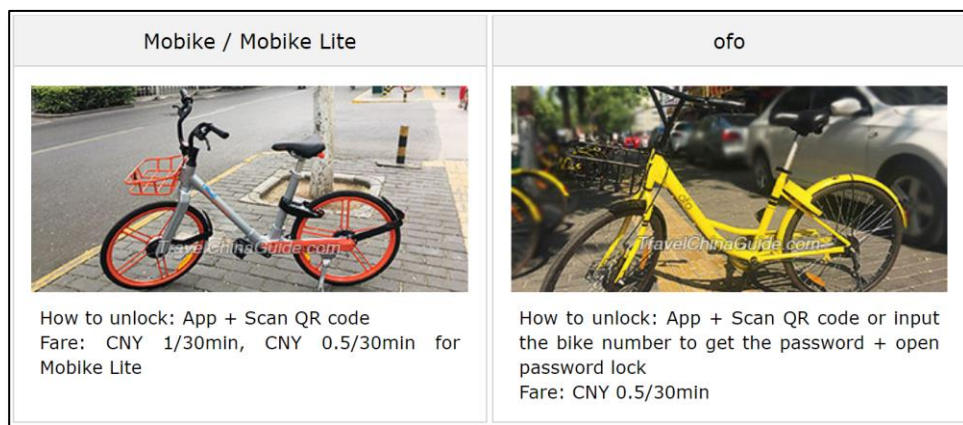 Mobike / Mobike Lite
ofo
TravelChinaGuide.com
ofo
TravelChinaGuide.com
How to unlock: App + Scan QR code
Fare: CNY 1/30min, CNY 0.5/30min for
Mobike Lite
How to unlock: App + Scan QR code or input
the bike number to get the password + open
password lock
Fare: CNY 0.5/30min